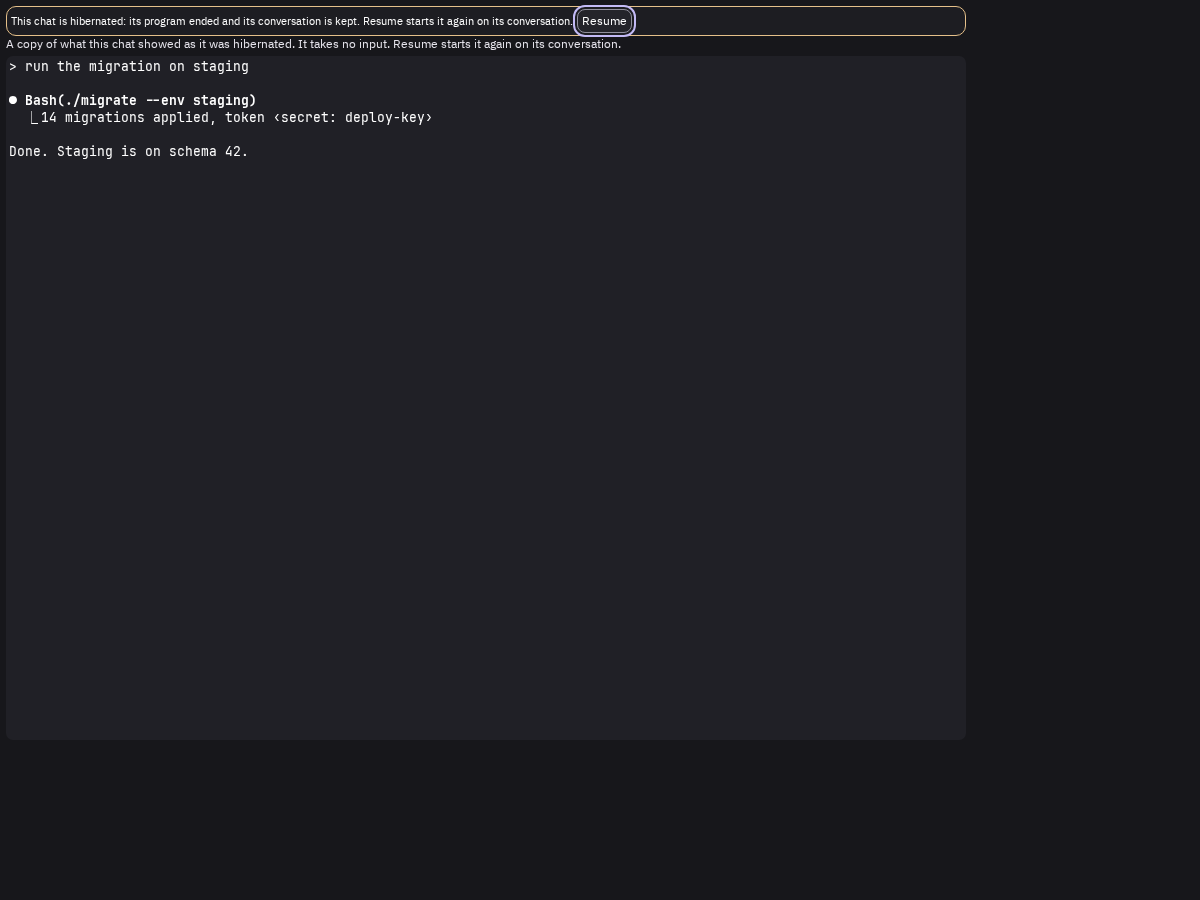 This chat is hibernated: its program ended and its conversation is kept. Resume starts it again on its conversation. Resume
A copy of what this chat showed as it was hibernated. It takes no input. Resume starts it again on its conversation.
> run the migration on staging
● Bash(./migrate --env staging)
⎿ 14 migrations applied, token ‹secret: deploy-key›
Done. Staging is on schema 42.